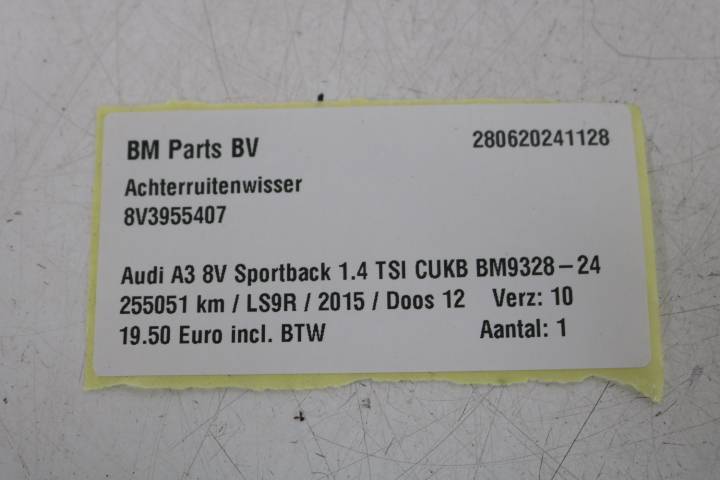 BM Parts BV 280620241128
Achterruitenwisser
8V3955407
Audi A3 8V Sportback 1.4 TSI CUKB BM9328-24
255051 km / LS9R / 2015 / Doos 12 Verz: 10
19.50 Euro incl. BTW Aantal: 1